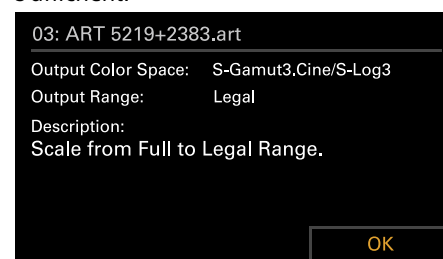 03: ART 5219+2383.art
Output Color Space: S-Gamut3.Cine/S-Log3
Output Range: Legal
Description:
Scale from Full to Legal Range.
OK